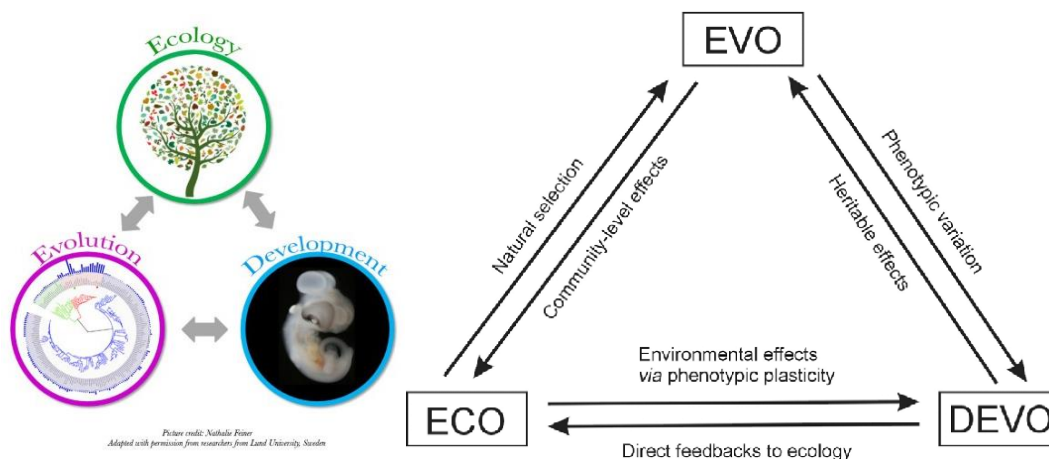 Ecology
Evolution
Development
Picture credit: Nathalie Feiner
Adapted with permission from researchers from Lund University, Sweden
EVO
Natural selection
Community-level effects
Heritable effects
Phenotypic variation
Environmental effects
via phenotypic plasticity
ECO
DEVO
Direct feedbacks to ecology